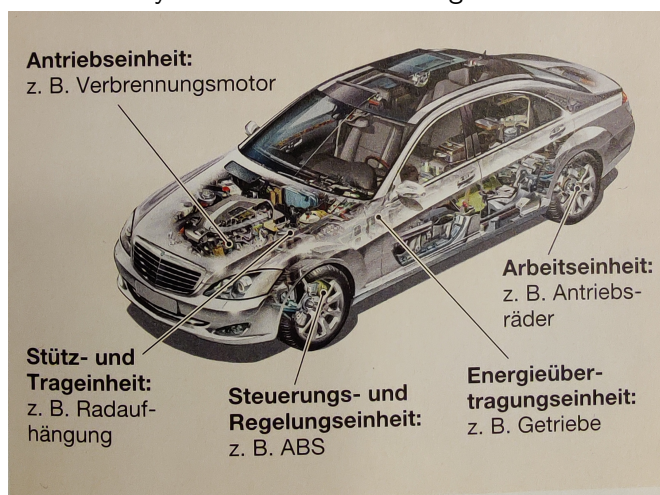 Antriebseinheit:
z. B. Verbrennungsmotor
Arbeitseinheit:
z. B. Antriebs-
räder
Stütz- und
Trageinheit:
z. B. Radauf-
hängung
Steuerungs- und
Regelungseinheit:
z. B. ABS
Energieüber-
tragungseinheit:
z. B. Getriebe